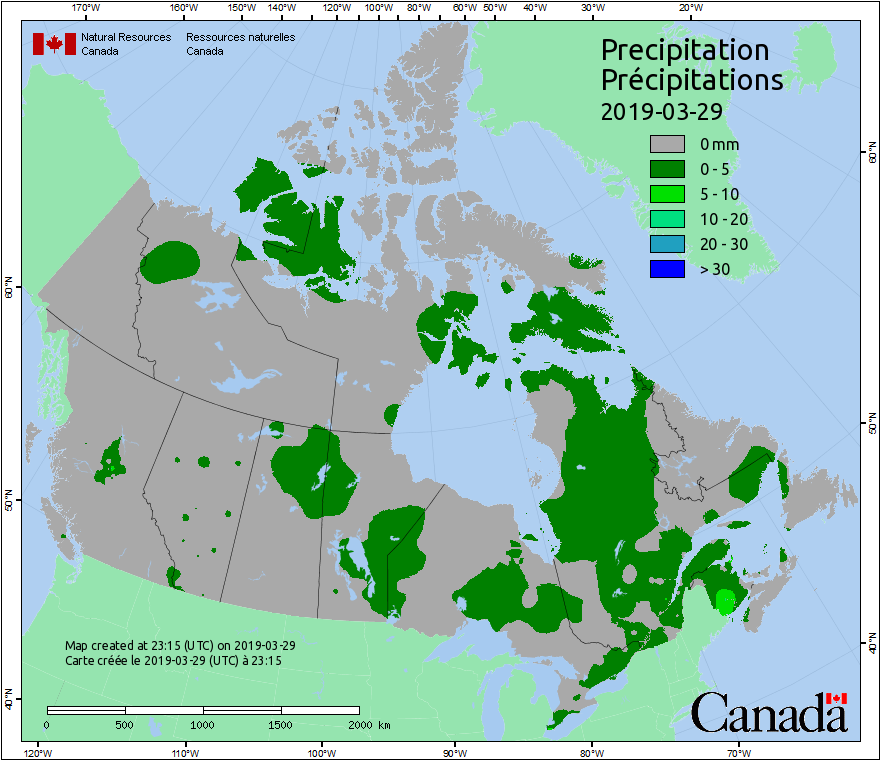 170°W 160°W 150°W 140°W 120°W 100°W 80°W 60°W 50°W 40°W 30°W 20°W
Natural Resources Canada
Ressources naturelles Canada
Precipitation
Précipitations
2019-03-29
0 mm
0 - 5
5 - 10
10 - 20
20 - 30
> 30
60°N
60°N
50°N
50°N
40°N
40°N
Map created at 23:15 (UTC) on 2019-03-29
Carte créée le 2019-03-29 (UTC) à 23:15
0 500 1000 1500 2000 km
Canada
120°W 110°W 100°W 90°W 80°W 70°W